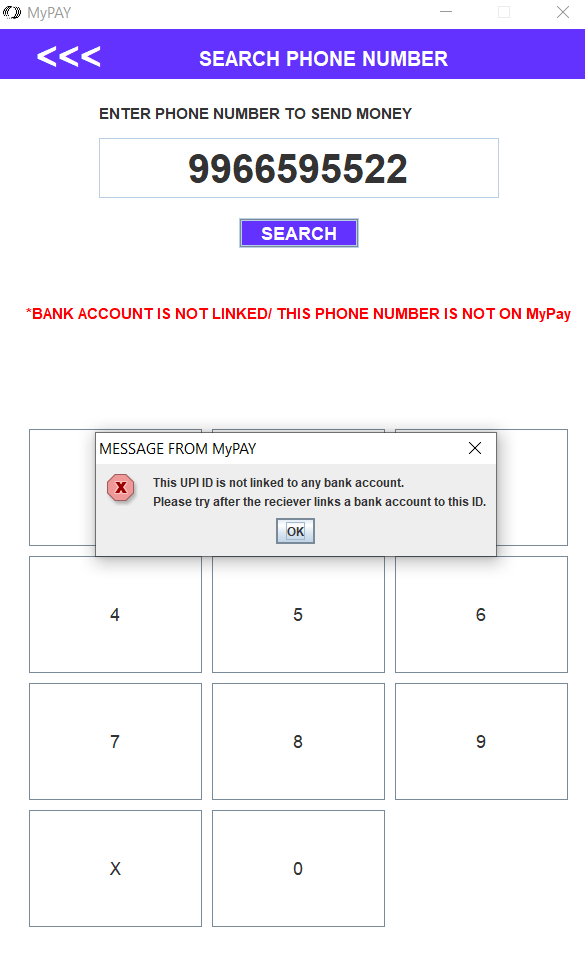 MyPAY
<<< SEARCH PHONE NUMBER
ENTER PHONE NUMBER TO SEND MONEY
9966595522
SEARCH
*BANK ACCOUNT IS NOT LINKED/ THIS PHONE NUMBER IS NOT ON MyPay
MESSAGE FROM MyPAY
X
This UPI ID is not linked to any bank account.
Please try after the reciever links a bank account to this ID.
OK
4 5 6
7 8 9
X 0